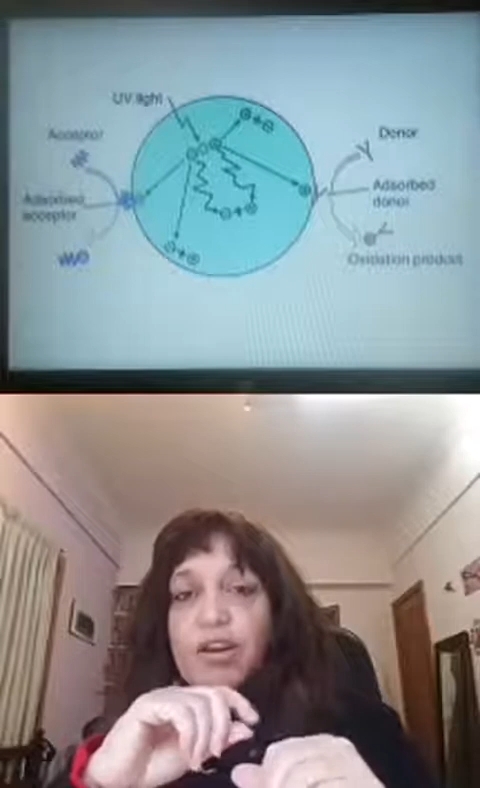 UV light
Acceptor
Donor
Adsorbed
acceptor
Adsorbed
donor
Oxidation product